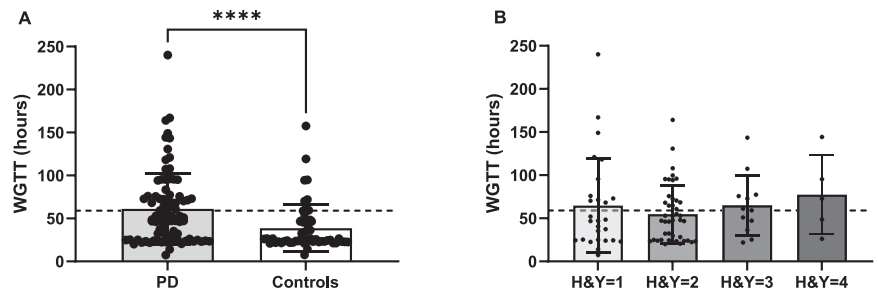 A
****
WGTT (hours)
250
200
150
100
50
0
PD Controls
B
WGTT (hours)
250
200
150
100
50
0
H&Y=1 H&Y=2 H&Y=3 H&Y=4